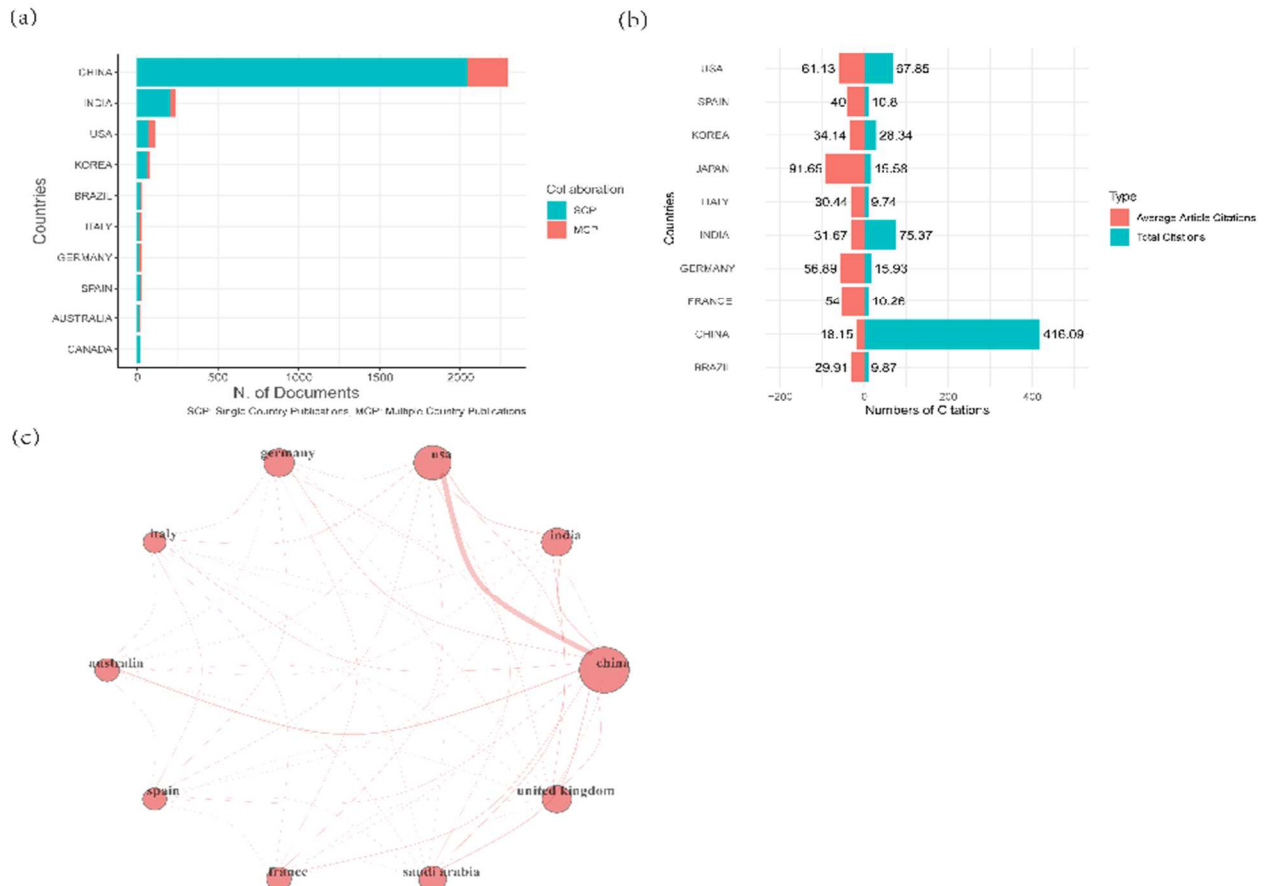 (a)
CHINA
INDIA
USA
KOREA
BRAZIL
ITALY
GERMANY
SPAIN
AUSTRALIA
CANADA
Countries
0 500 1000 1500 2000
N. of Documents
SCP: Single Country Publications, MCP: Multiple Country Publications
Collaboration
SCP
MCP
(b)
USA 61.13 67.85
SPAIN 40 10.8
KOREA 34.14 28.34
JAPAN 91.65 15.58
ITALY 30.44 9.74
INDIA 31.67 75.37
GERMANY 56.89 15.93
FRANCE 54 10.26
CHINA 18.15 416.09
BRAZIL 29.91 9.87
Countries
−200 0 200 400
Numbers of Citations
Type
Average Article Citations
Total Citations
(c)
germany
usa
italy
india
australia
china
spain
united kingdom
france
saudi arabia